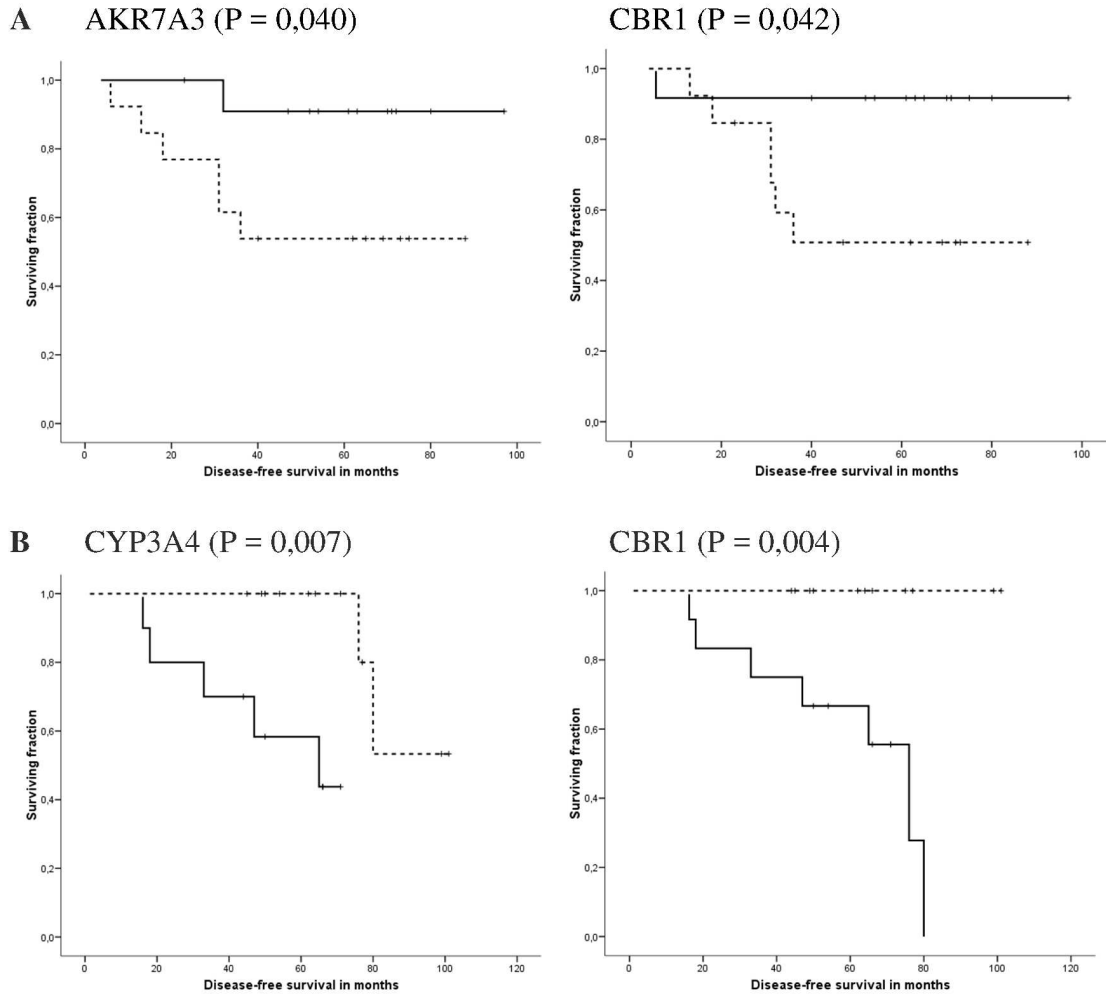 A AKR7A3 (P = 0,040) CBR1 (P = 0,042)
1,0
0,8
0,6
0,4
0,2
0,0
Surviving fraction
0 20 40 60 80 100
Disease-free survival in months
1,0
0,8
0,6
0,4
0,2
0,0
Surviving fraction
0 20 40 60 80 100
Disease-free survival in months
B CYP3A4 (P = 0,007) CBR1 (P = 0,004)
1,0
0,8
0,6
0,4
0,2
0,0
Surviving fraction
0 20 40 60 80 100 120
Disease-free survival in months
1,0
0,8
0,6
0,4
0,2
0,0
Surviving fraction
0 20 40 60 80 100 120
Disease-free survival in months